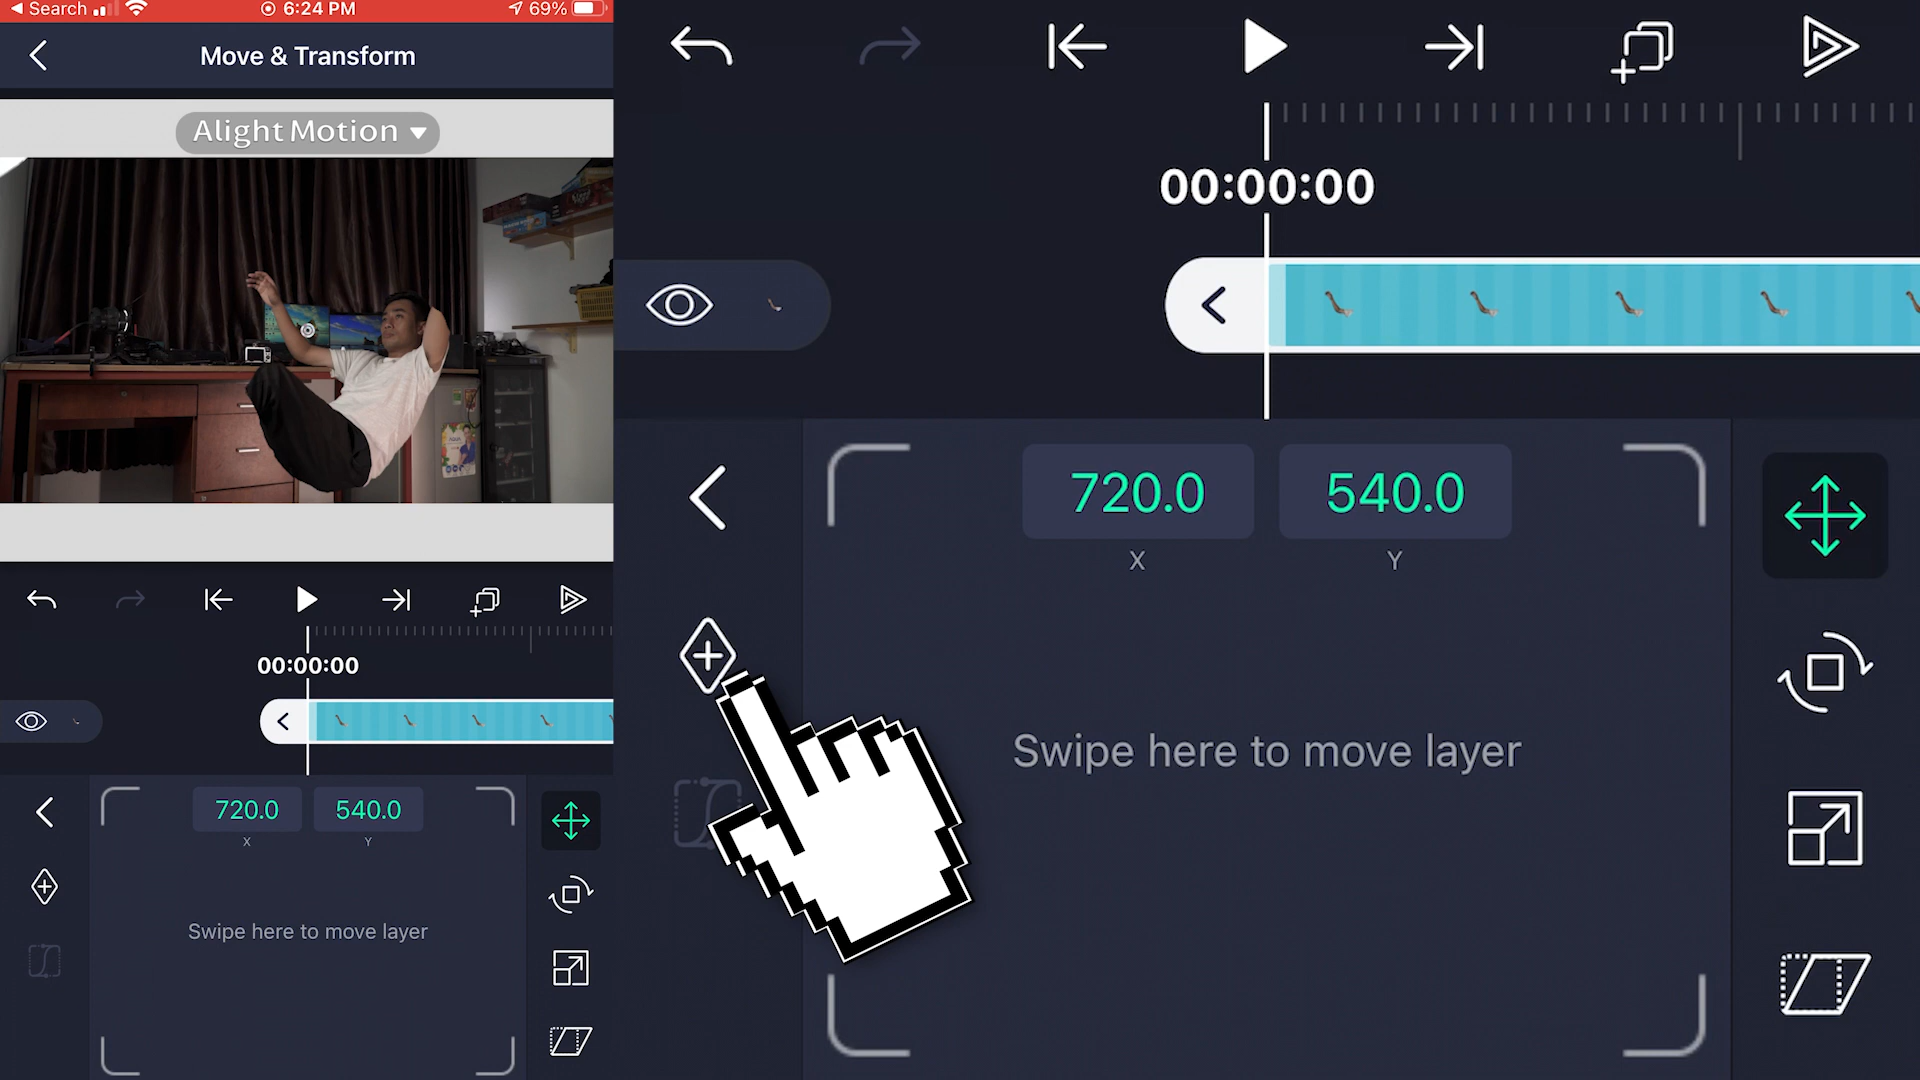 Search
6:24 PM
69%
Move & Transform
Alight Motion
00:00:00
720.0
540.0
X
Y
Swipe here to move layer
00:00:00
720.0
540.0
X
Y
Swipe here to move layer